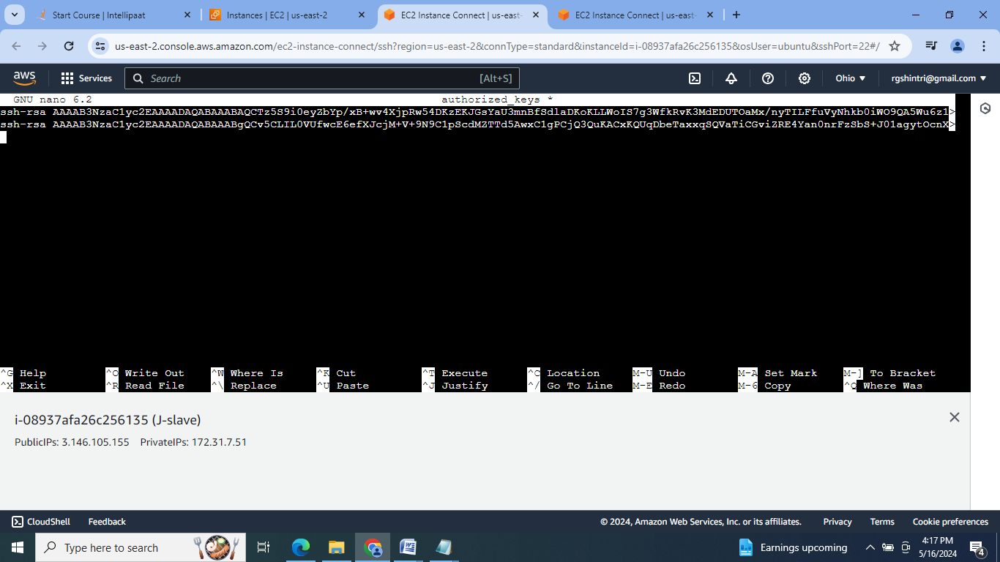 Start Course | Intellipaat
Instances | EC2 | us-east-2
EC2 Instance Connect | us-east-
EC2 Instance Connect | us-east-
us-east-2.console.aws.amazon.com/ec2-instance-connect/ssh?region=us-east-2&connType=standard&instanceId=i-08937afa26c256135&osUser=ubuntu&sshPort=22#/
aws Services Search [Alt+S] Ohio rgshintri@gmail.com
GNU nano 6.2 authorized_keys *
ssh-rsa AAAAB3NzaC1yc2EAAAADAQABAAABAQCTz5S9i0eyZbYp/xB+wv4XjpRw54DKzEKJGsYaU3mnBfSdlaDKoKLLWoIS7g3WfkRvK3MdEDUTOaMx/nyTILFfuVyNhkb0iWO9QA5Wu6z1>
ssh-rsa AAAAB3NzaC1yc2EAAAADAQABAAABgQCv5CLIL0VUfwcE6efXJcjM+V+9N9C1pScdMZTTd5AwxC1gPCjQ3QuKACxKQUqDbeTaxxqSQVaTiCGviZRE4Yan0nrFzSbS+J01agytOcnX>
^G Help ^O Write Out ^W Where Is ^K Cut ^T Execute ^C Location M-U Undo M-A Set Mark M-] To Bracket
^X Exit ^R Read File ^\ Replace ^U Paste ^J Justify ^/ Go To Line M-E Redo M-6 Copy ^Q Where Was
i-08937afa26c256135 (J-slave)
PublicIPs: 3.146.105.155 PrivateIPs: 172.31.7.51
CloudShell Feedback © 2024, Amazon Web Services, Inc. or its affiliates. Privacy Terms Cookie preferences
Type here to search Earnings upcoming 4:17 PM
5/16/2024 4